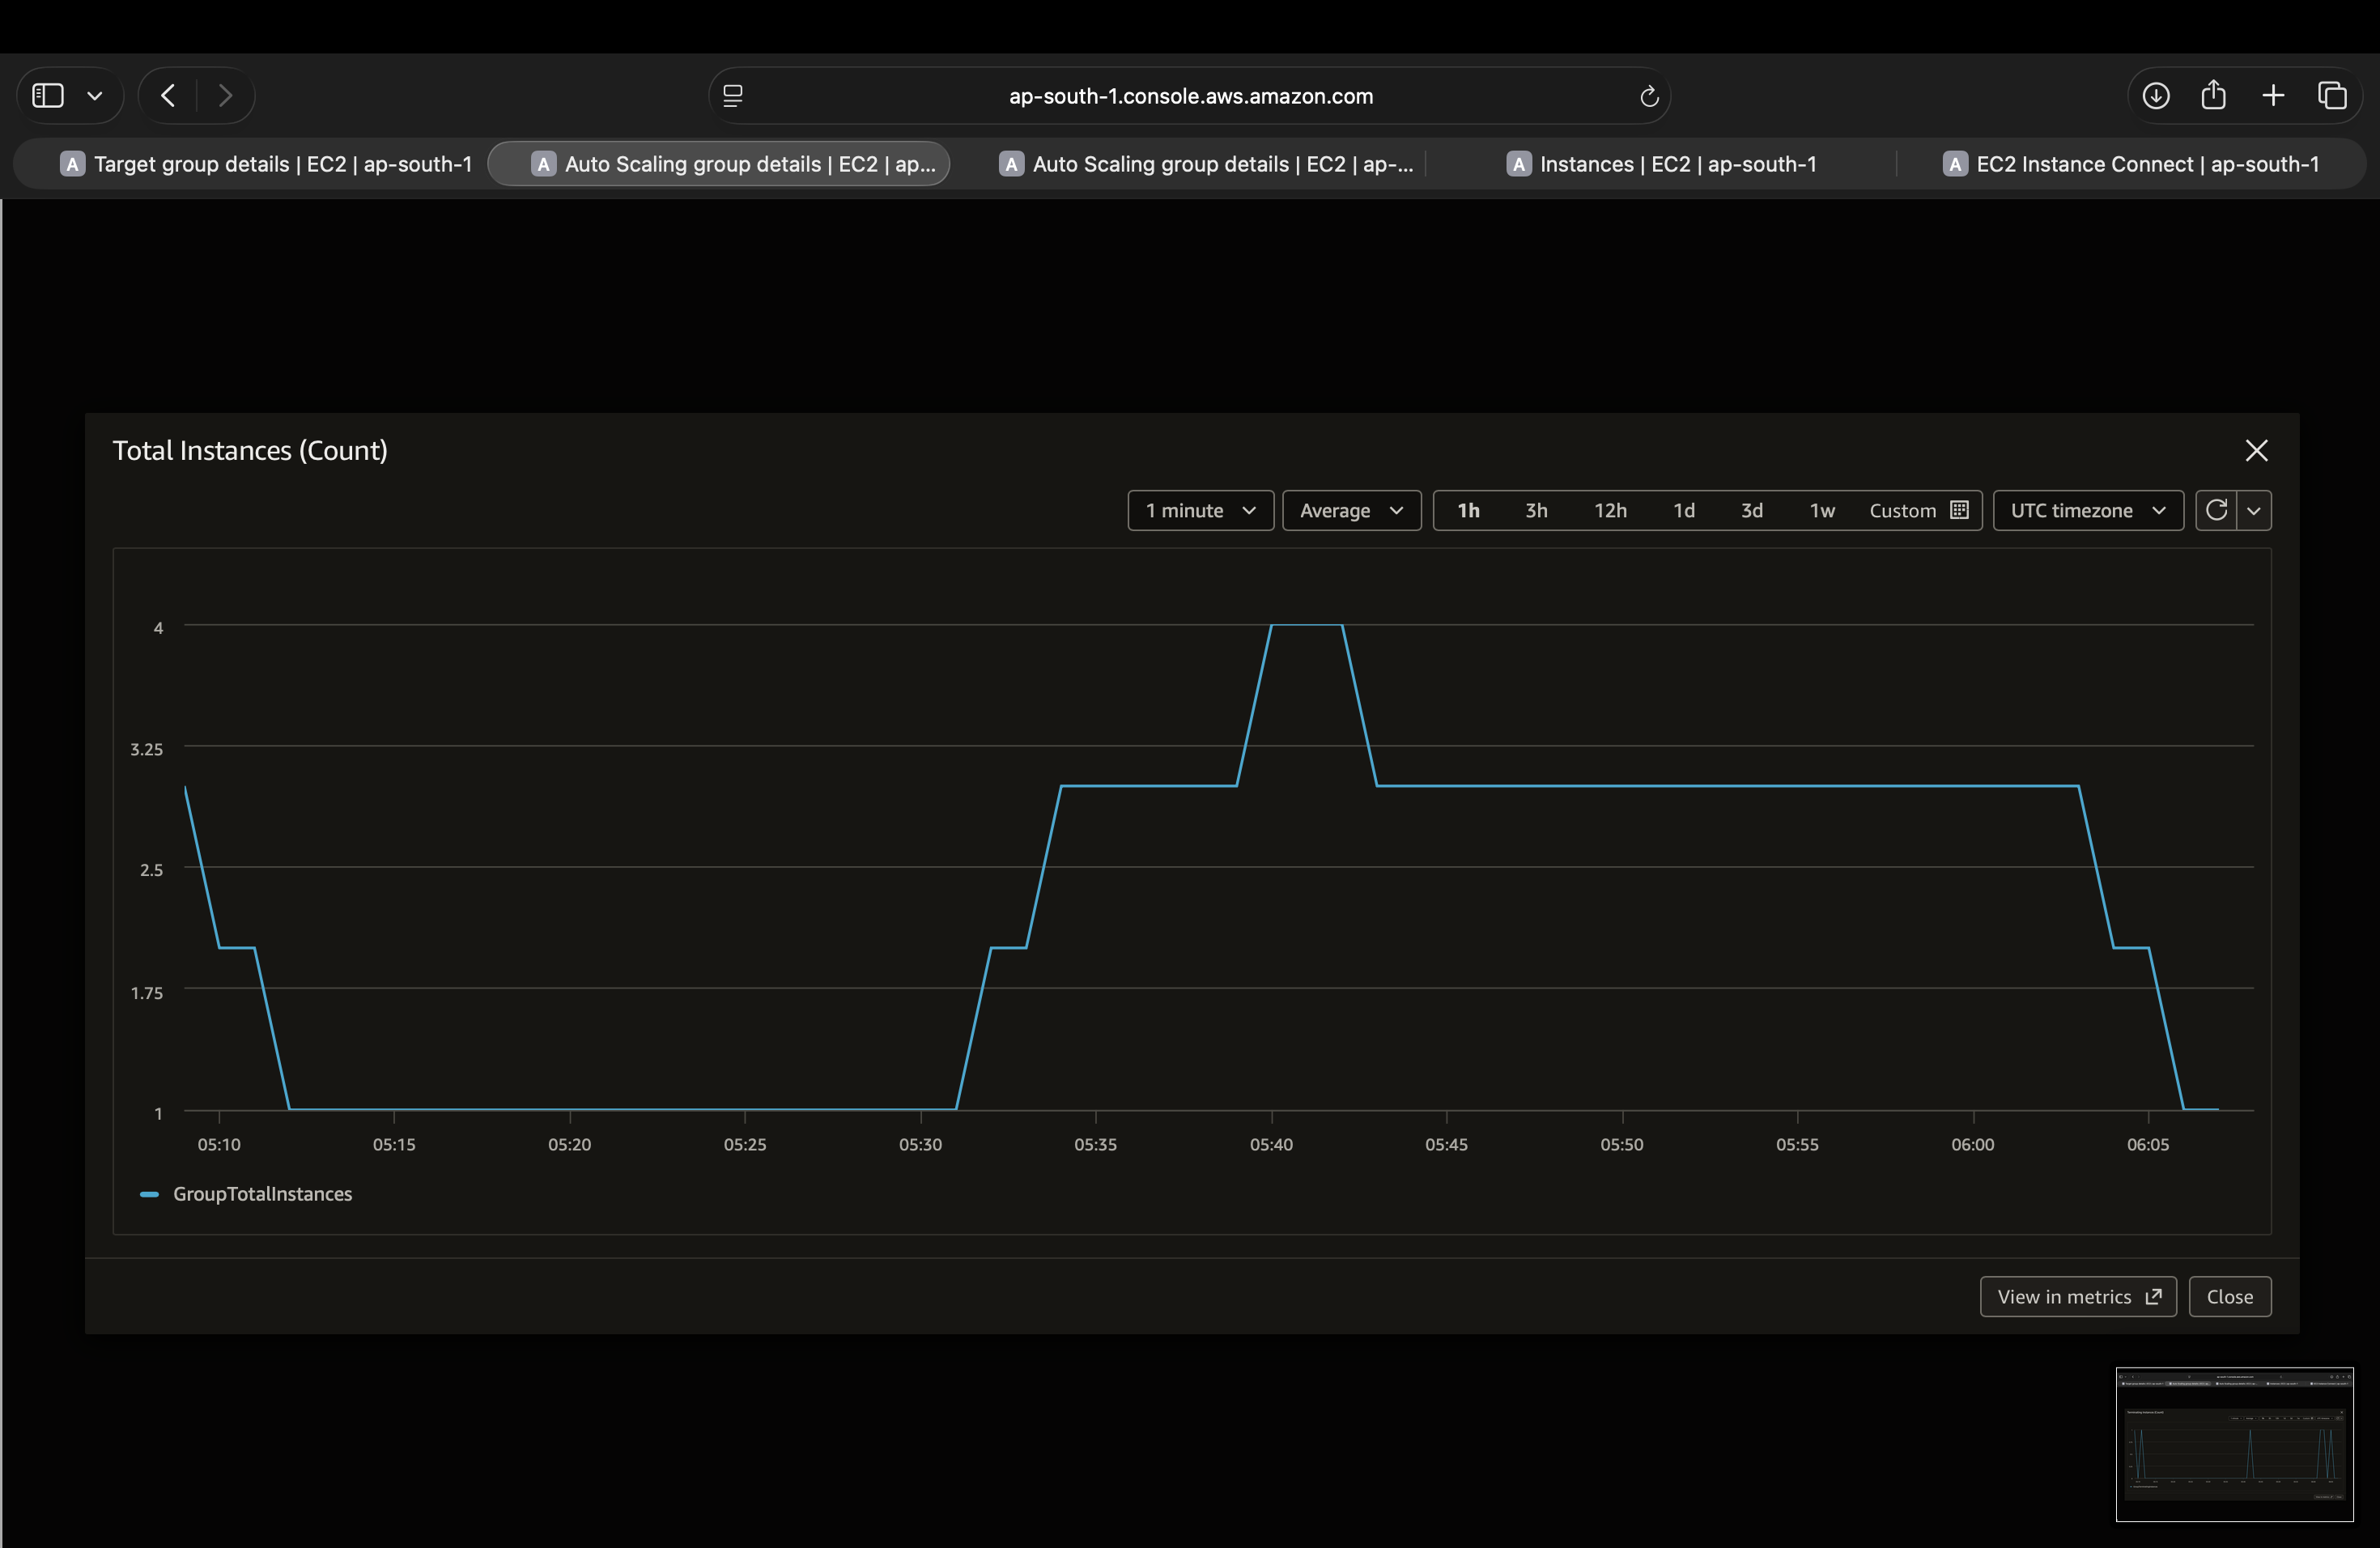 ap-south-1.console.aws.amazon.com
A Target group details | EC2 | ap-south-1
A Auto Scaling group details | EC2 | ap...
A Auto Scaling group details | EC2 | ap-...
A Instances | EC2 | ap-south-1
A EC2 Instance Connect | ap-south-1
Total Instances (Count)
1 minute Average 1h 3h 12h 1d 3d 1w Custom UTC timezone
4
3.25
2.5
1.75
1
05:10 05:15 05:20 05:25 05:30 05:35 05:40 05:45 05:50 05:55 06:00 06:05
GroupTotalInstances
View in metrics Close